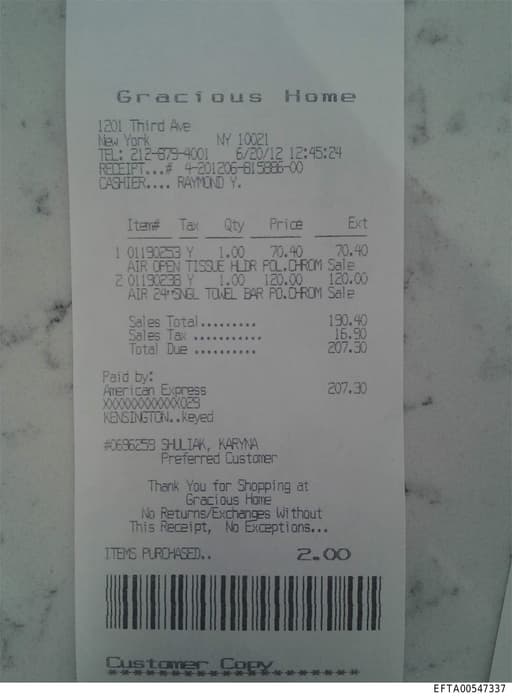 Gracious Home
1201 Third Ave
New York NY 10021
TEL: 212-879-4001 6/20/12 12:45:24
RECEIPT...# 4-201206-815886-00
CASHIER.... RAYMOND Y.
Item# Tax Qty Price Ext
1 01190253 Y 1.00 70.40 70.40
AIR OPEN TISSUE HLDR POL.CHROM Sale
2 01190238 Y 1.00 120.00 120.00
AIR 24"SNGL TOWEL BAR PO.CHROM Sale
Sales Total......... 190.40
Sales Tax ........... 16.90
Total Due .......... 207.30
Paid by:
American Express 207.30
XXXXXXXXXXXX029
KENSINGTON..keyed
#0696259 SHULIAK, KARYNA
Preferred Customer
Thank You for Shopping at
Gracious Home
No Returns/Exchanges Without
This Receipt, No Exceptions...
ITEMS PURCHASED.. 2.00
Customer Copy
EFTA00547337